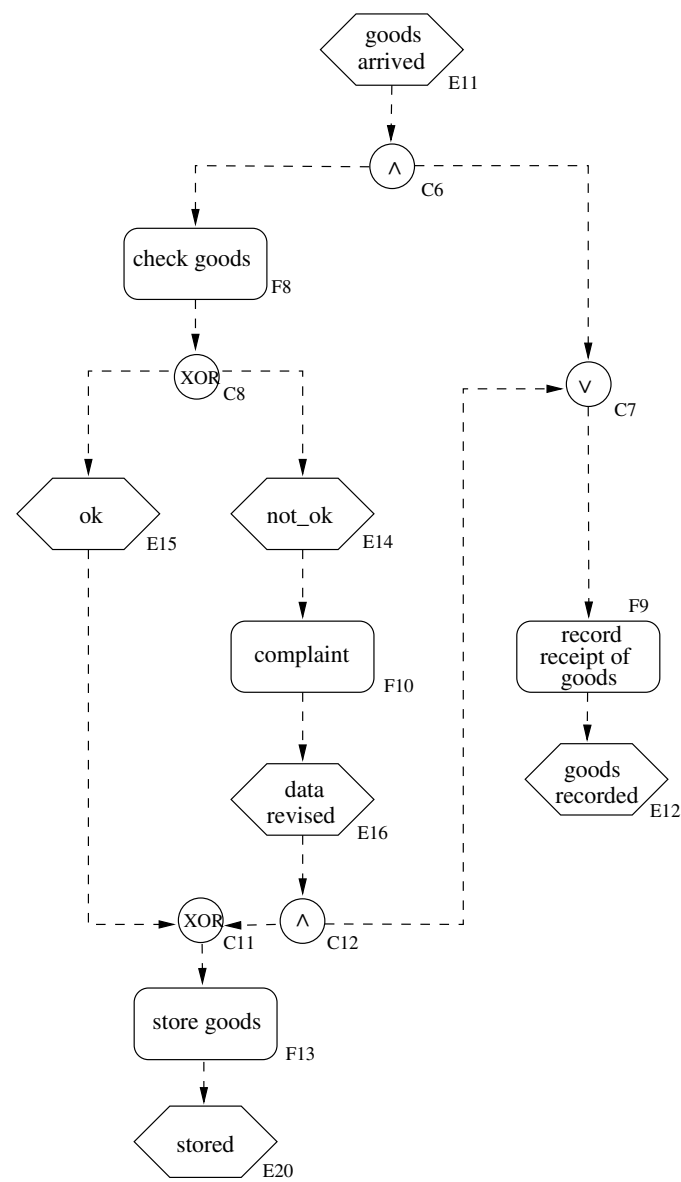 goods
arrived
E11
∧
C6
check goods
F8
XOR
C8
∨
C7
ok
E15
not_ok
E14
F9
record
receipt of
goods
complaint
F10
data
revised
E16
goods
recorded
E12
XOR
C11
∧
C12
store goods
F13
stored
E20